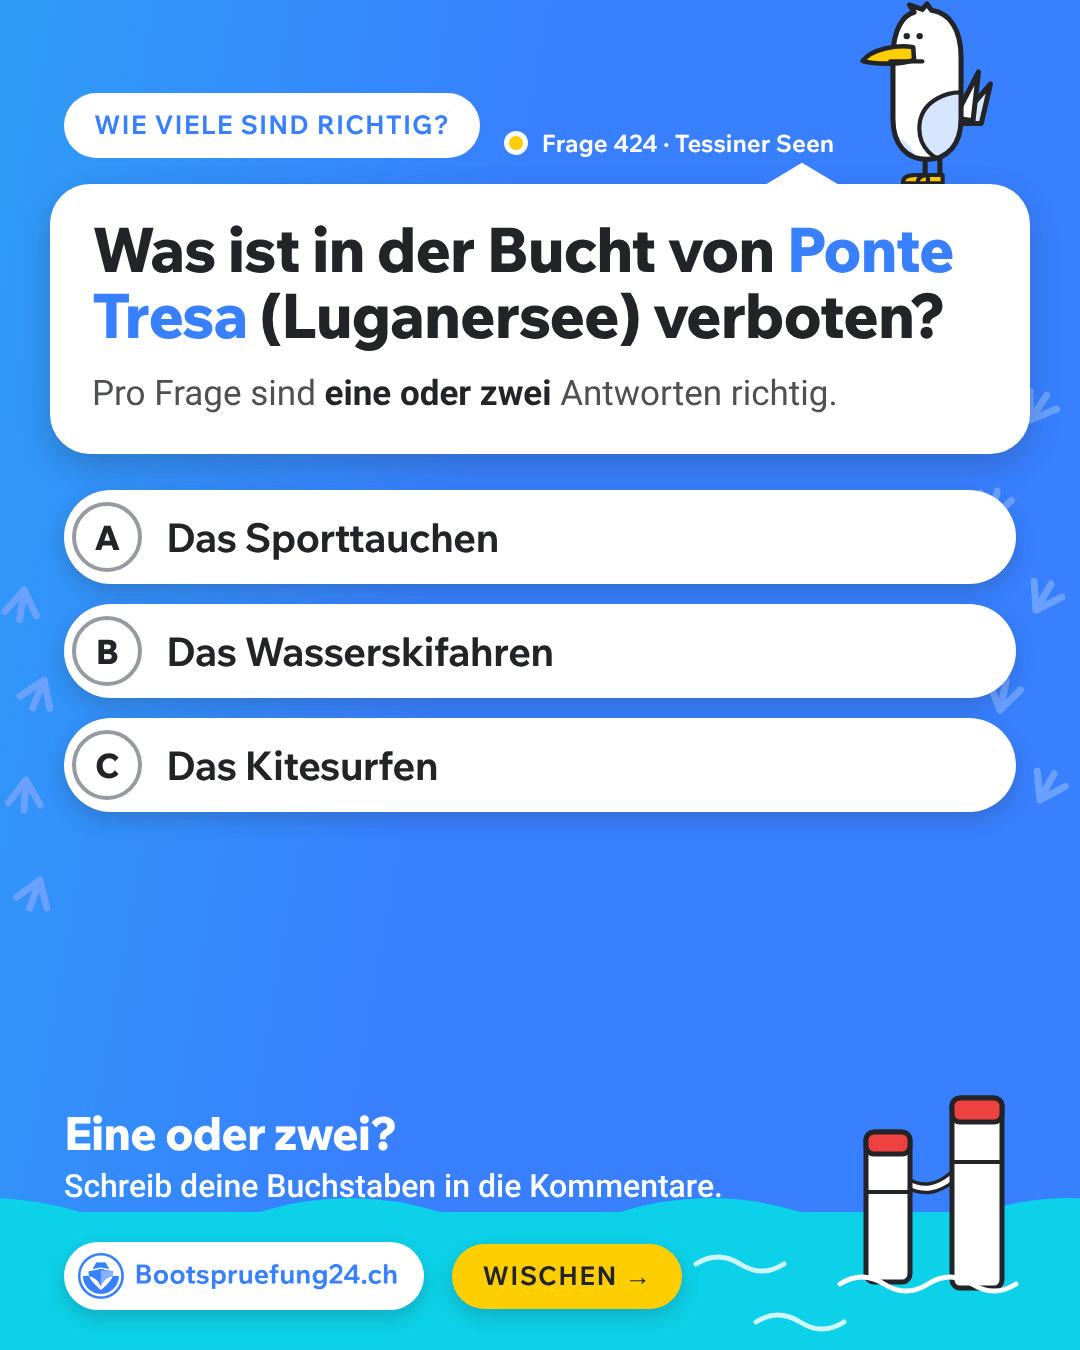 WIE VIELE SIND RICHTIG?
Frage 424 · Tessiner Seen
Was ist in der Bucht von Ponte
Tresa (Luganersee) verboten?
Pro Frage sind eine oder zwei Antworten richtig.
A Das Sporttauchen
B Das Wasserskifahren
C Das Kitesurfen
Eine oder zwei?
Schreib deine Buchstaben in die Kommentare.
Bootspruefung24.ch
WISCHEN →